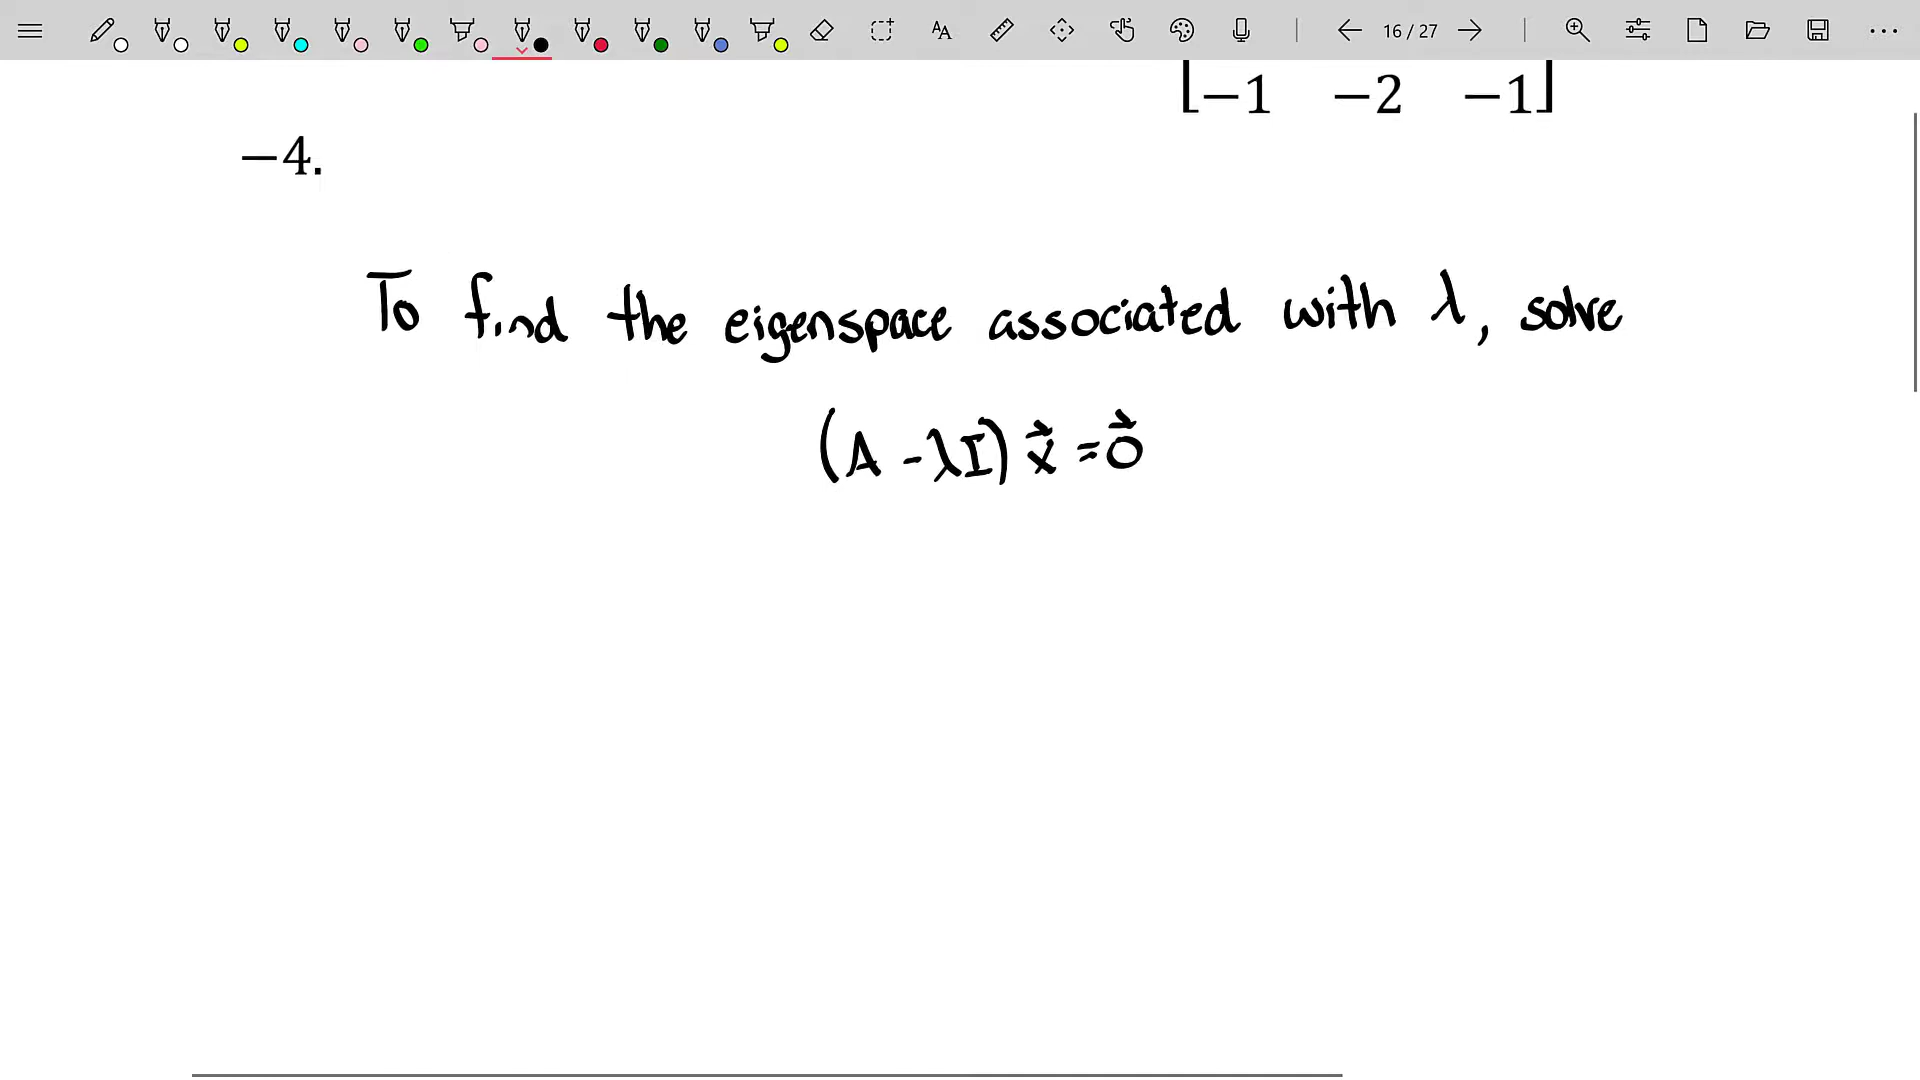 16 / 27
[−1 −2 −1]
−4.
To find the eigenspace associated with λ, solve
(A - λI) x⃗ = 0⃗